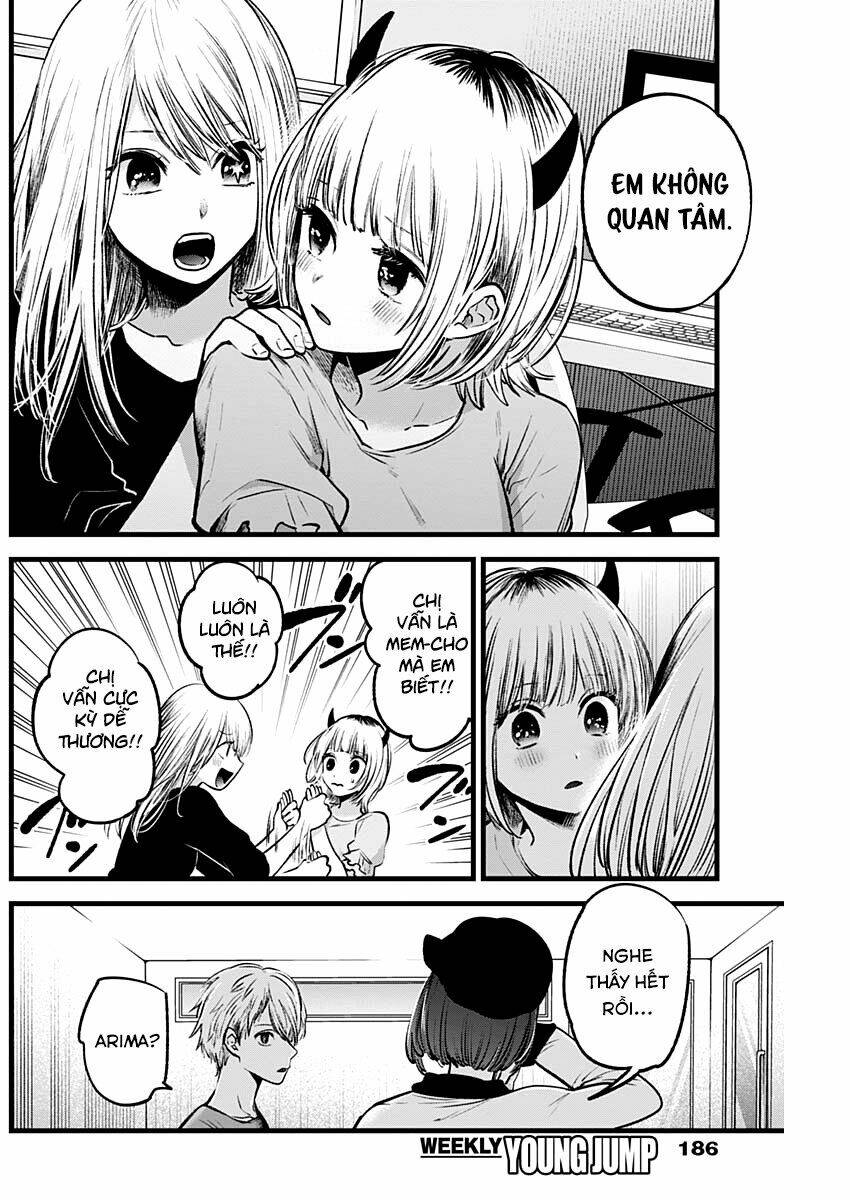 EM KHÔNG
QUAN TÂM.
CHỊ
VẪN LÀ
MEM-CHO
MÀ EM
BIẾT!!
LUÔN
LUÔN LÀ
THẾ!!
CHỊ
VẪN CỰC
KỲ DỄ
THƯƠNG!!
NGHE
THẤY HẾT
RỒI...
ARIMA?
WEEKLY YOUNG JUMP 186